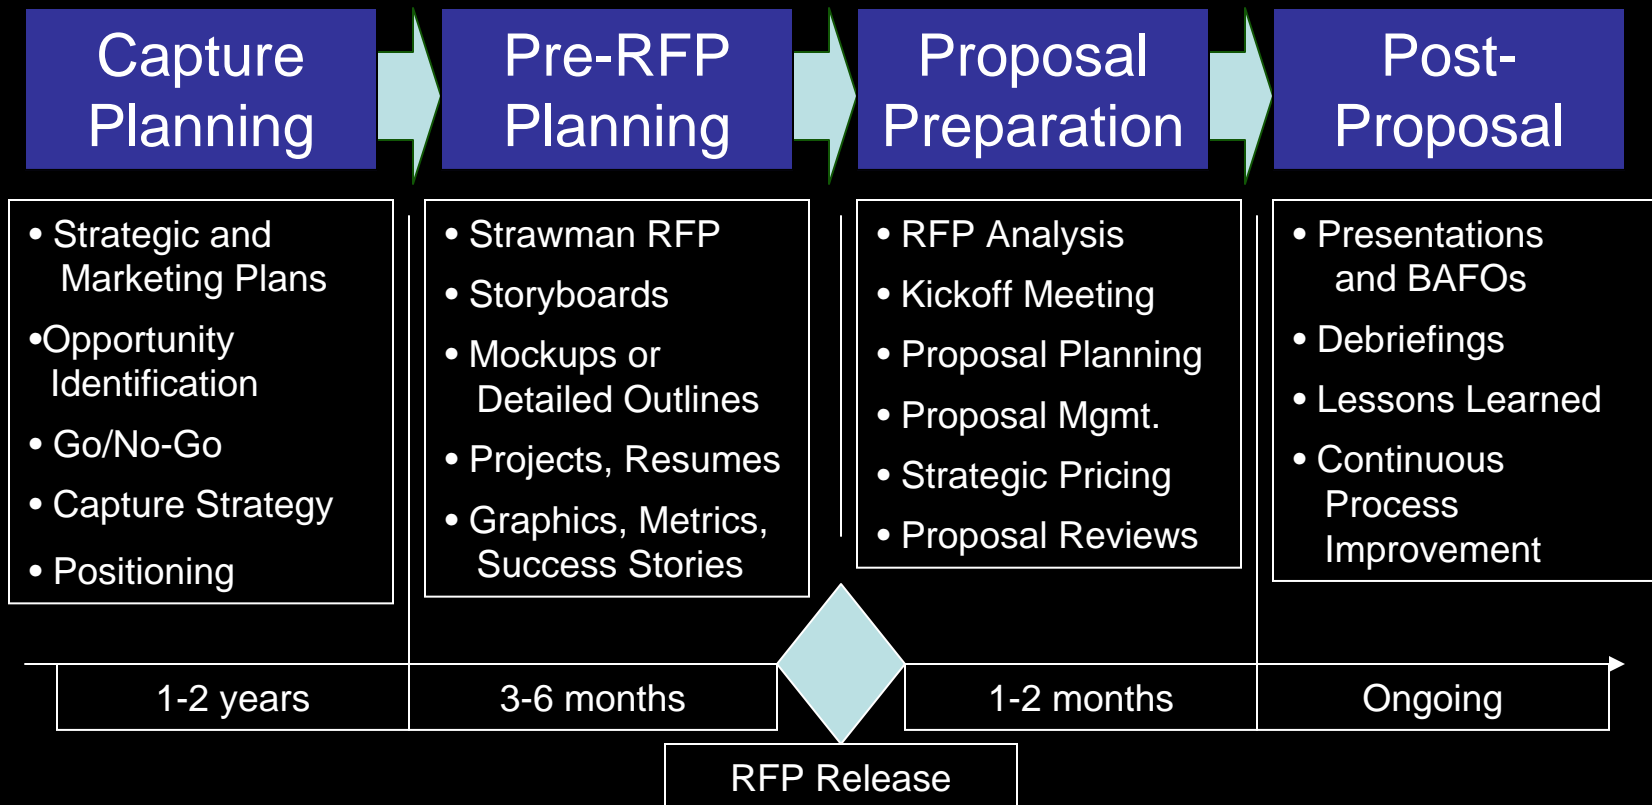 Capture
Planning
Pre-RFP
Planning
Proposal
Preparation
Post-
Proposal
• Strategic and
Marketing Plans
•Opportunity
Identification
• Go/No-Go
• Capture Strategy
• Positioning
• Strawman RFP
• Storyboards
• Mockups or
Detailed Outlines
• Projects, Resumes
• Graphics, Metrics,
Success Stories
• RFP Analysis
• Kickoff Meeting
• Proposal Planning
• Proposal Mgmt.
• Strategic Pricing
• Proposal Reviews
• Presentations
and BAFOs
• Debriefings
• Lessons Learned
• Continuous
Process
Improvement
1-2 years
3-6 months
1-2 months
Ongoing
RFP Release